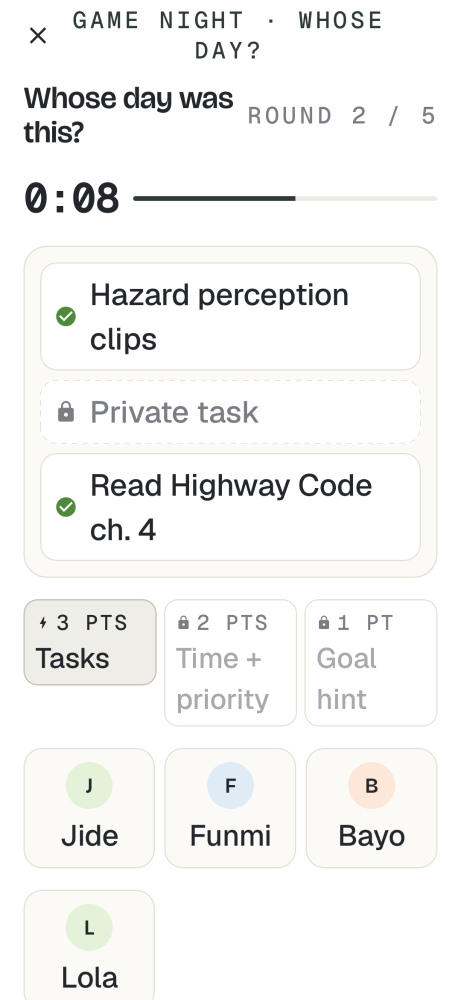 GAME NIGHT · WHOSE
DAY?
Whose day was
this?
ROUND 2 / 5
0:08
Hazard perception
clips
Private task
Read Highway Code
ch. 4
3 PTS
Tasks
2 PTS
Time +
priority
1 PT
Goal
hint
J
Jide
F
Funmi
B
Bayo
L
Lola